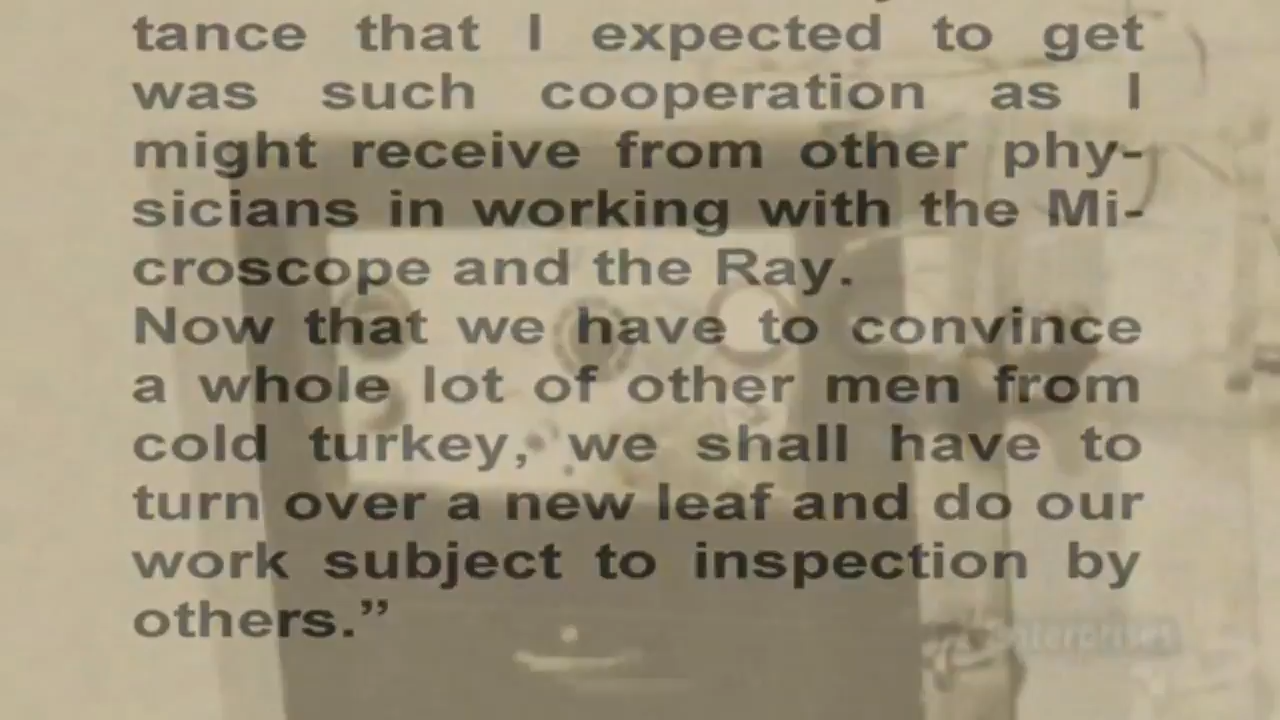 tance that I expected to get
was such cooperation as I
might receive from other phy-
sicians in working with the Mi-
croscope and the Ray.
Now that we have to convince
a whole lot of other men from
cold turkey, we shall have to
turn over a new leaf and do our
work subject to inspection by
others.”
enterprises